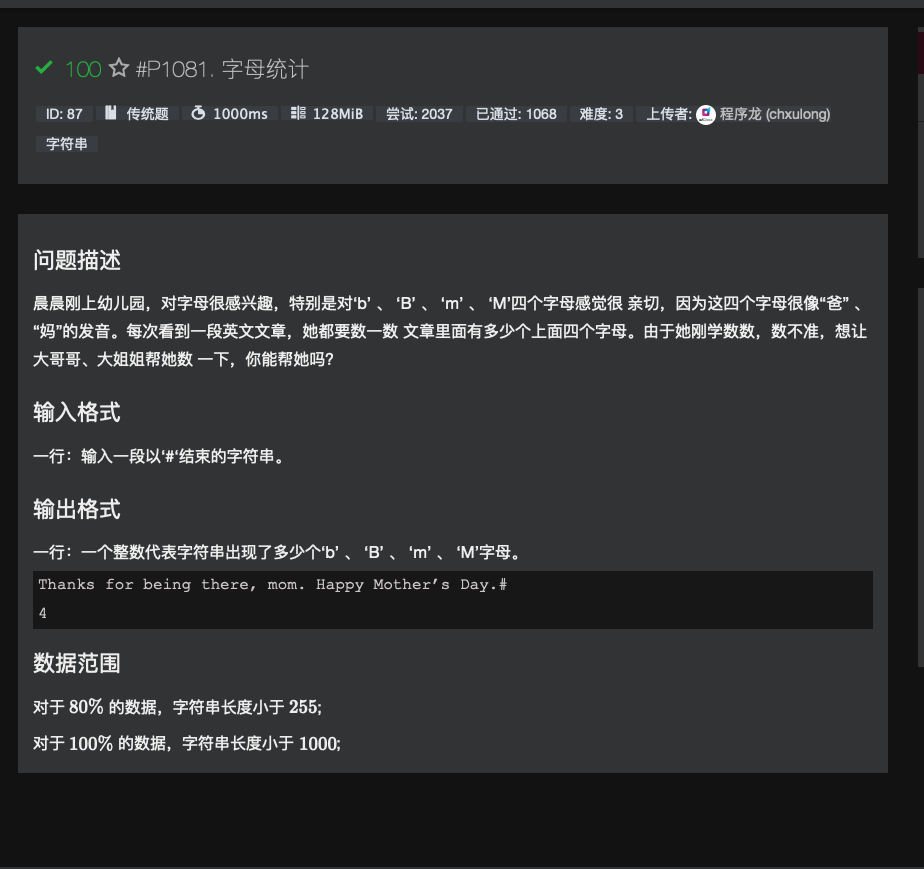 100 #P1081. 字母统计
ID: 87 传统题 1000ms 128MiB 尝试: 2037 已通过: 1068 难度: 3 上传者: 程序龙 (chxulong)
字符串
问题描述
晨晨刚上幼儿园，对字母很感兴趣，特别是对‘b’ 、 ‘B’ 、 ‘m’ 、 ‘M’四个字母感觉很 亲切，因为这四个字母很像“爸” 、
“妈”的发音。每次看到一段英文文章，她都要数一数 文章里面有多少个上面四个字母。由于她刚学数数，数不准，想让
大哥哥、大姐姐帮她数 一下，你能帮她吗？
输入格式
一行：输入一段以‘#‘结束的字符串。
输出格式
一行：一个整数代表字符串出现了多少个‘b’ 、 ‘B’ 、 ‘m’ 、 ‘M’字母。
Thanks for being there, mom. Happy Mother’s Day.#
4
数据范围
对于 80% 的数据，字符串长度小于 255;
对于 100% 的数据，字符串长度小于 1000;